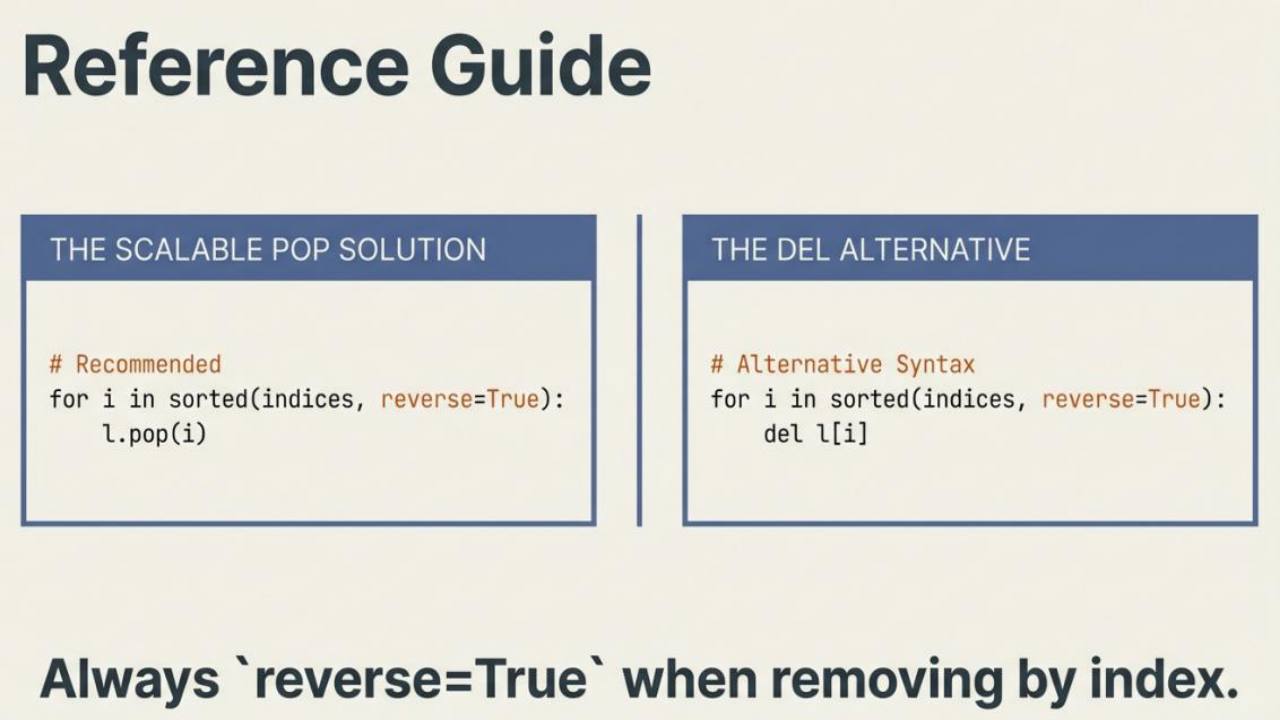 Reference Guide
THE SCALABLE POP SOLUTION
# Recommended
for i in sorted(indices, reverse=True):
    l.pop(i)
THE DEL ALTERNATIVE
# Alternative Syntax
for i in sorted(indices, reverse=True):
    del l[i]
Always `reverse=True` when removing by index.